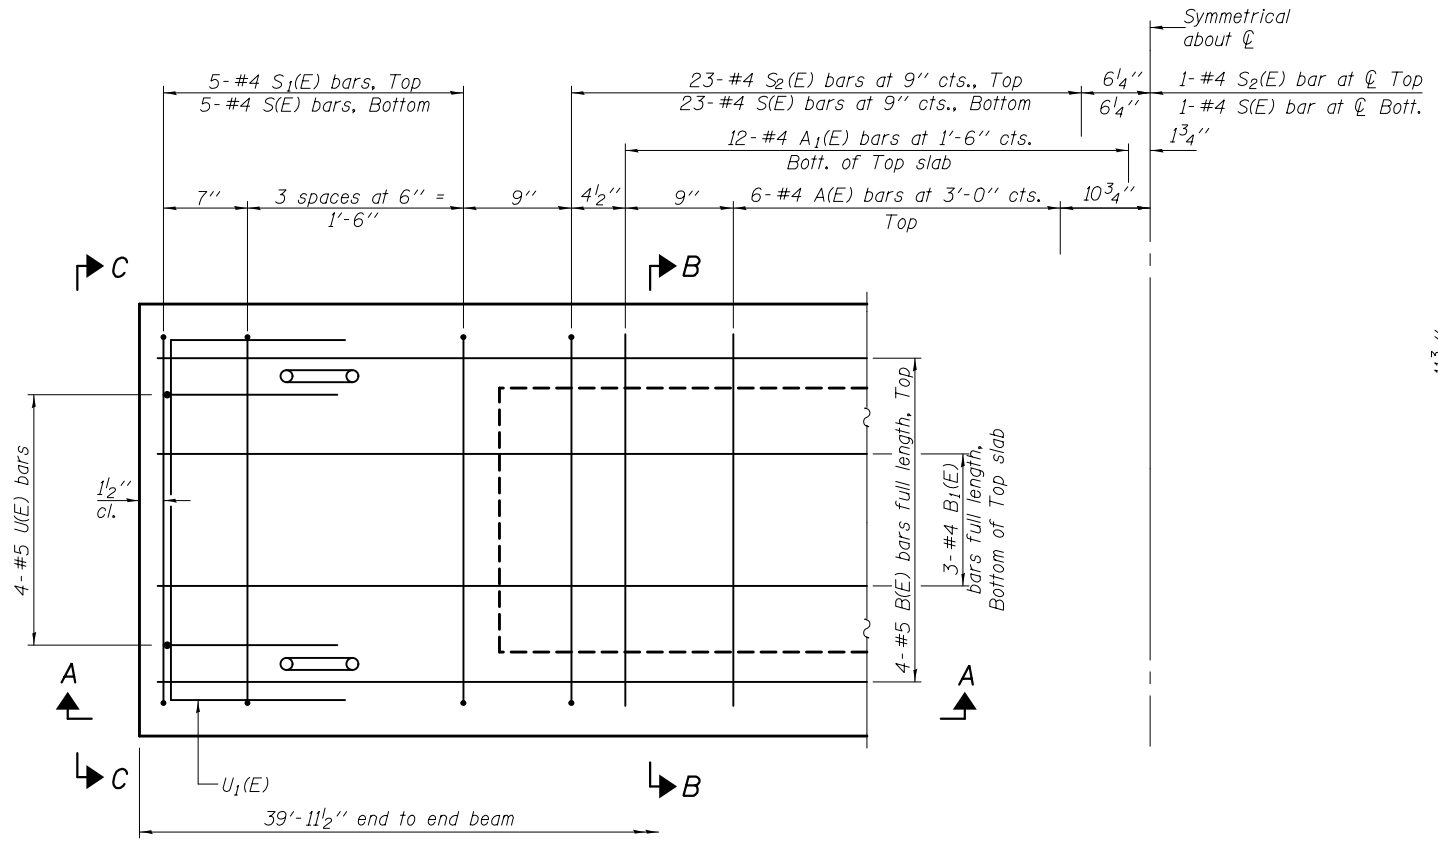 Symmetrical
about ℄
5-#4 S₁(E) bars, Top
5-#4 S(E) bars, Bottom
23-#4 S₂(E) bars at 9" cts., Top
23-#4 S(E) bars at 9" cts., Bottom
6¼"
6¼"
1-#4 S₂(E) bar at ℄ Top
1-#4 S(E) bar at ℄ Bott.
12-#4 A₁(E) bars at 1'-6" cts.
Bott. of Top slab
1¾"
7"
3 spaces at 6" =
1'-6"
9"
4½"
9"
6-#4 A(E) bars at 3'-0" cts.
Top
10¾"
C
B
4-#5 U(E) bars
1½"
cl.
4-#5 B(E) bars full length, Top
3-#4 B₁(E)
bars full length,
Bottom of Top slab
A
A
C
U₁(E)
B
39'-11½" end to end beam